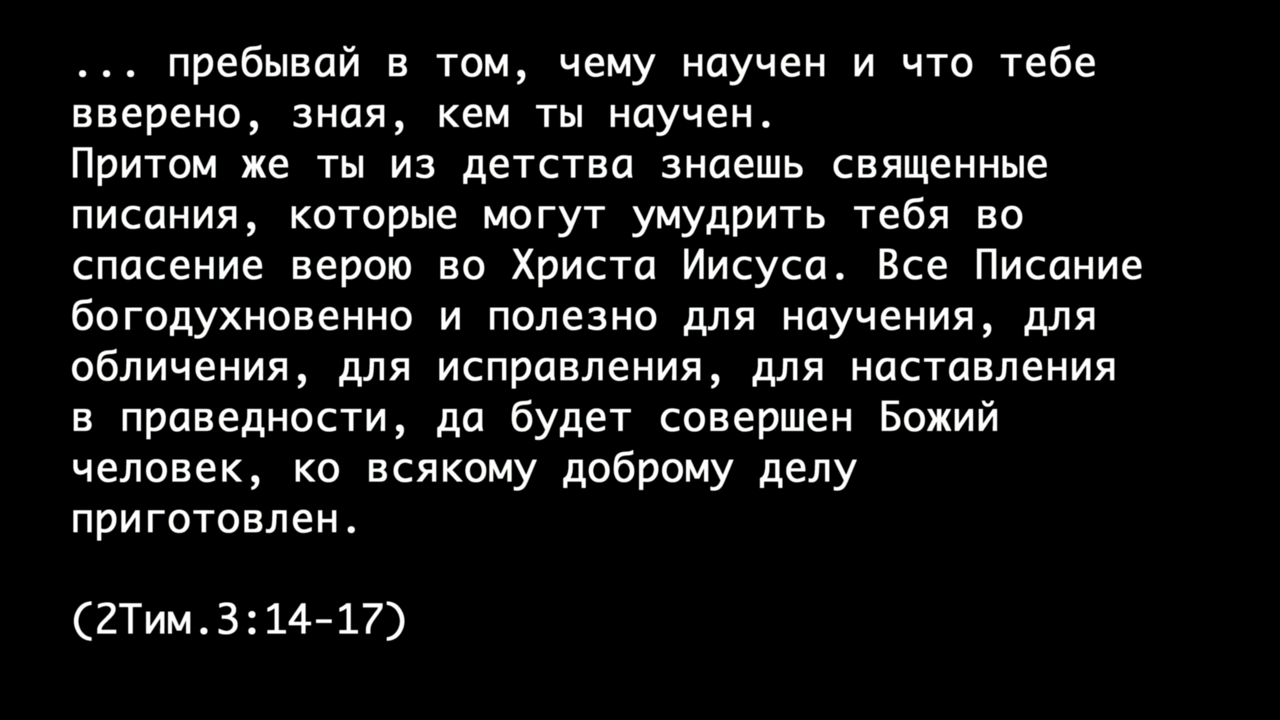 ... пребывай в том, чему научен и что тебе
вверено, зная, кем ты научен.
Притом же ты из детства знаешь священные
писания, которые могут умудрить тебя во
спасение верою во Христа Иисуса. Все Писание
богодухновенно и полезно для научения, для
обличения, для исправления, для наставления
в праведности, да будет совершен Божий
человек, ко всякому доброму делу
приготовлен.
(2Тим.3:14-17)